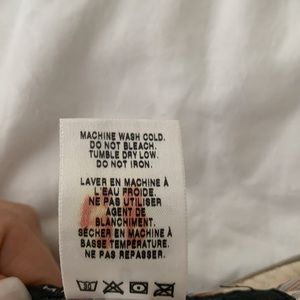 MACHINE WASH COLD.
DO NOT BLEACH.
TUMBLE DRY LOW.
DO NOT IRON.
LAVER EN MACHINE À
L'EAU FROIDE.
NE PAS UTILISER
AGENT DE
BLANCHIMENT.
SÉCHER EN MACHINE À
BASSE TEMPÉRATURE.
NE PAS REPASSER.